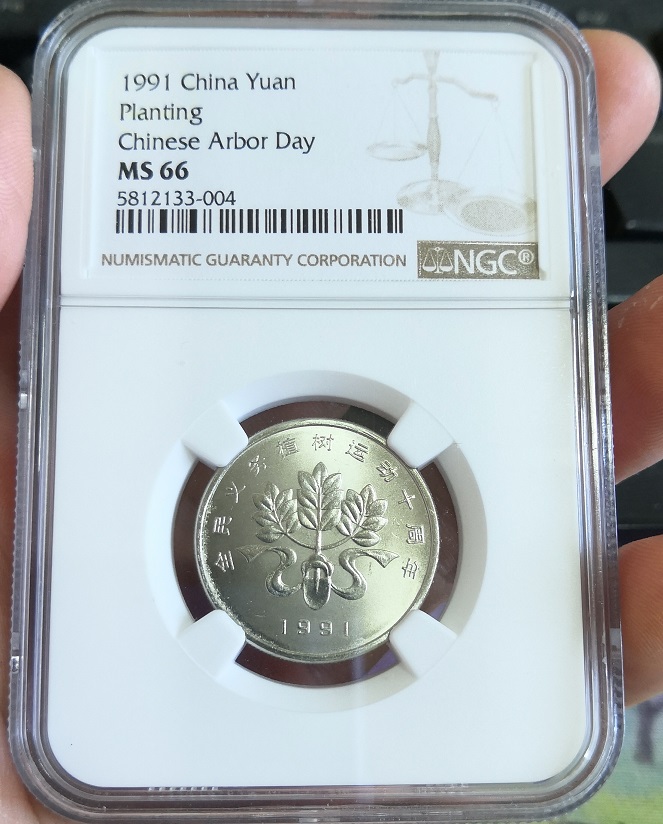 1991 China Yuan
Planting
Chinese Arbor Day
MS 66
5812133-004
NUMISMATIC GUARANTY CORPORATION
NGC®
全民义务植树运动十周年
1991